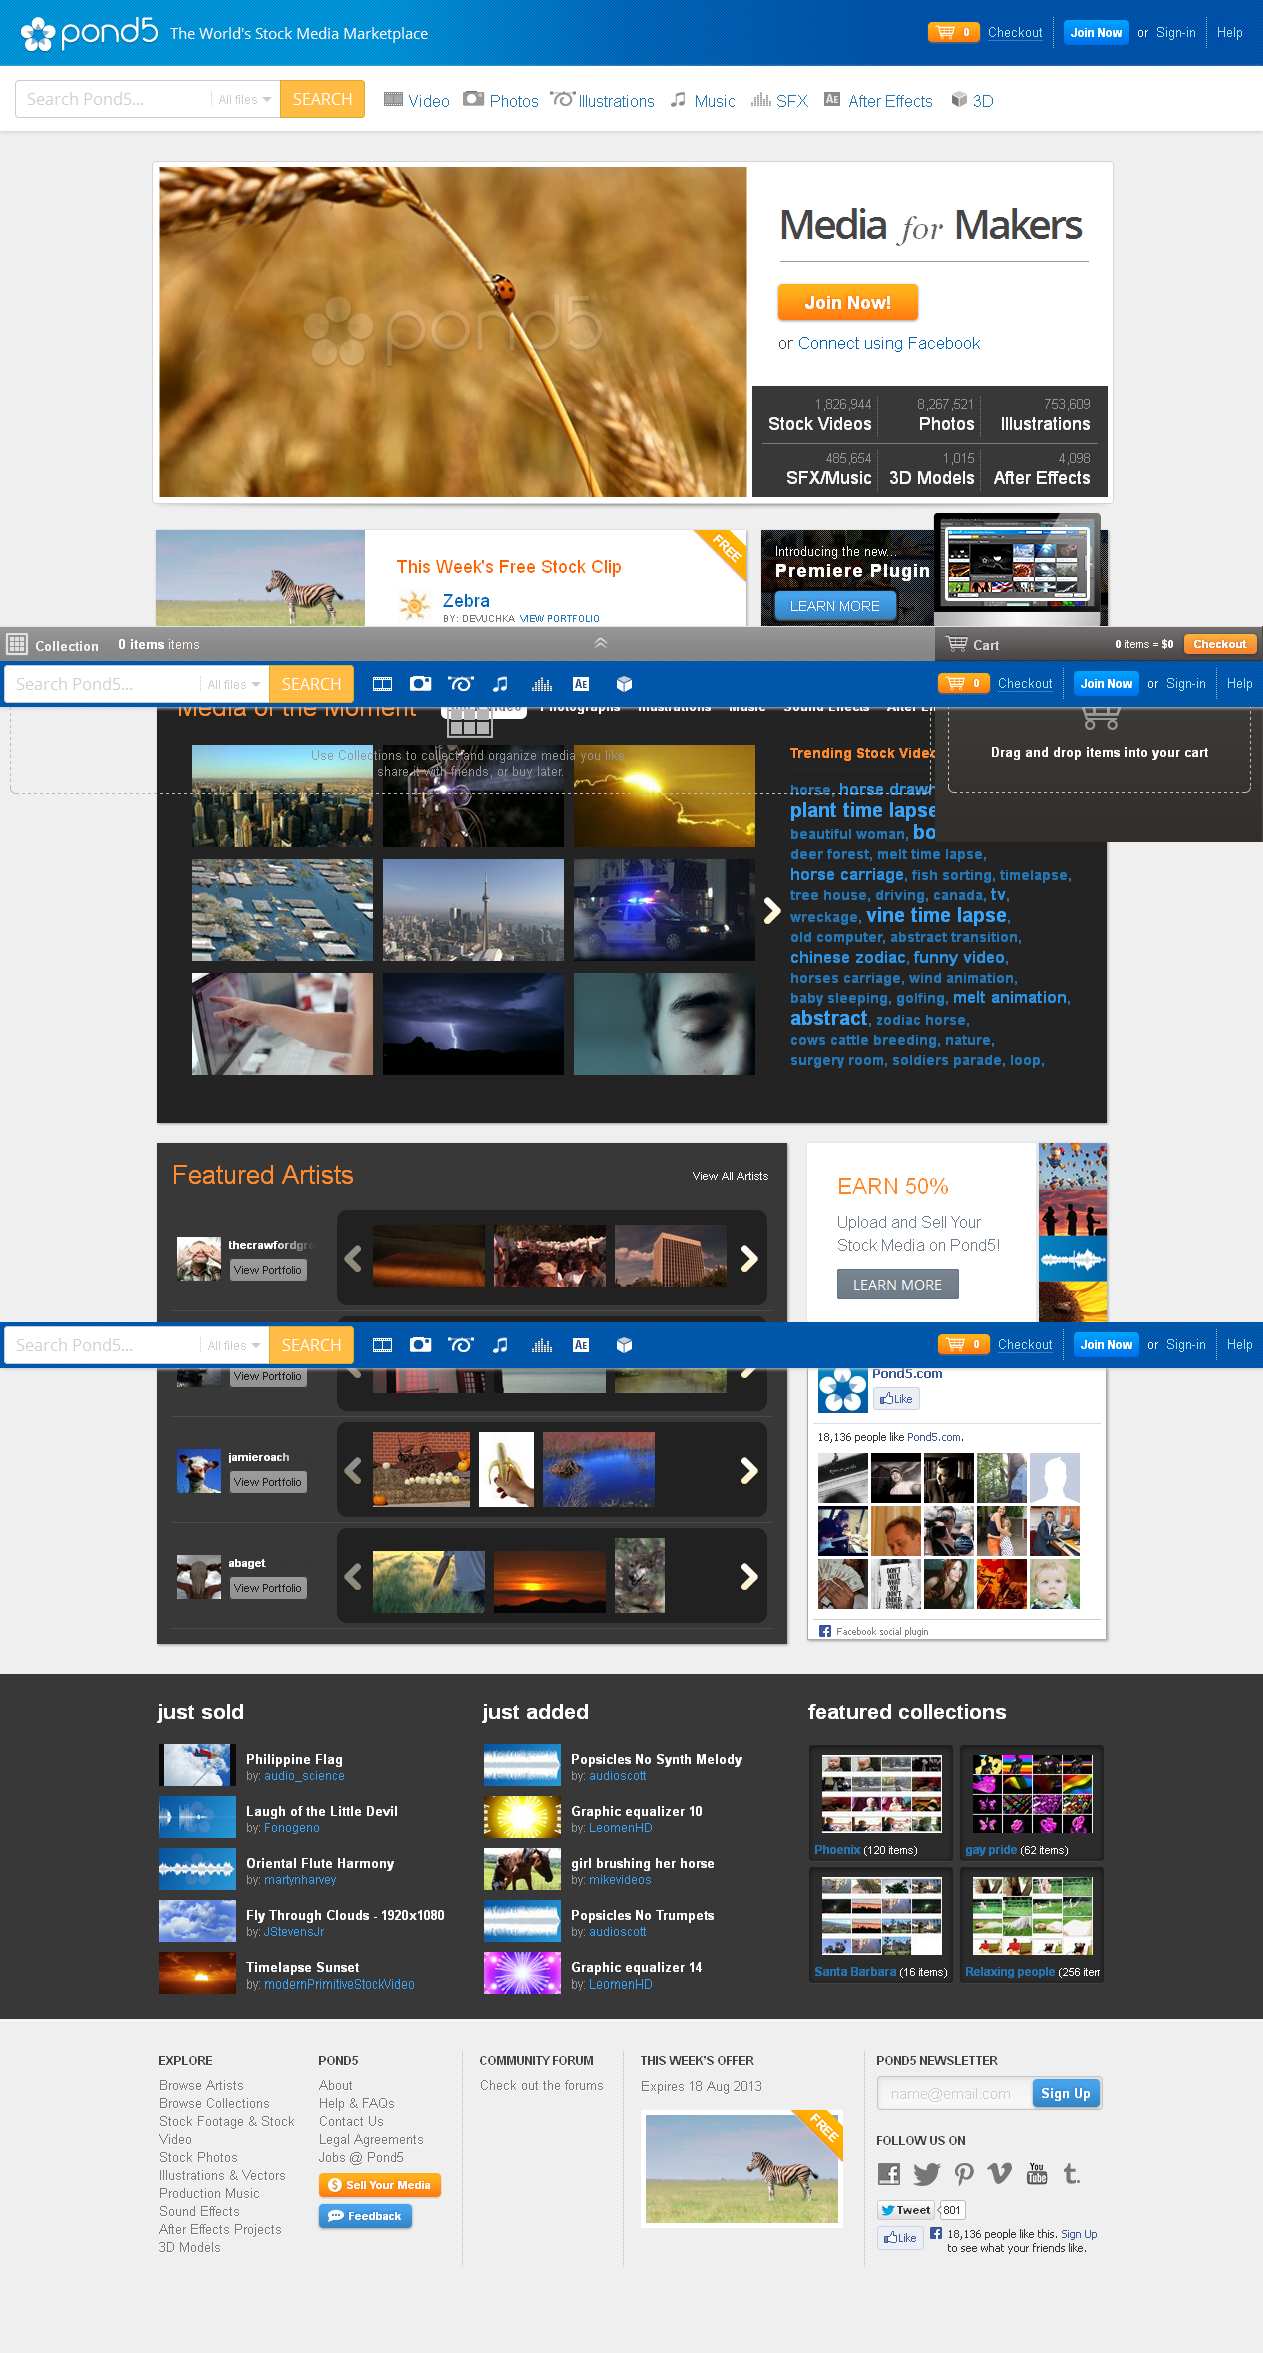 pond5 The World's Stock Media Marketplace
0 Checkout Join Now or Sign-in Help
Search Pond5... All files SEARCH Video Photos Illustrations Music SFX AE After Effects 3D
pond5
Media for Makers
Join Now!
or Connect using Facebook
1,826,944 8,267,521 753,609
Stock Videos Photos Illustrations
485,654 1,015 4,098
SFX/Music 3D Models After Effects
This Week's Free Stock Clip
FREE
Zebra
BY: DEVUCHKA VIEW PORTFOLIO
Introducing the new...
Premiere Plugin
LEARN MORE
Collection 0 items items
Cart 0 items = $0 Checkout
Search Pond5... All files SEARCH AE 0 Checkout Join Now or Sign-in Help
Media of the Moment Photographs Illustrations Music Sound Effects
Use Collections to collect and organize media you like,
share it with friends, or buy later.
Drag and drop items into your cart
Trending Stock Video
horse, horse drawn
plant time lapse
beautiful woman,
deer forest, melt time lapse,
horse carriage, fish sorting, timelapse,
tree house, driving, canada, tv,
wreckage, vine time lapse,
old computer, abstract transition,
chinese zodiac, funny video,
horses carriage, wind animation,
baby sleeping, golfing, melt animation,
abstract, zodiac horse,
cows cattle breeding, nature,
surgery room, soldiers parade, loop,
Featured Artists View All Artists
thecrawfordgro
View Portfolio
EARN 50%
Upload and Sell Your
Stock Media on Pond5!
LEARN MORE
Search Pond5... All files SEARCH AE 0 Checkout Join Now or Sign-in Help
View Portfolio
jamieroach
View Portfolio
abaget
View Portfolio
Pond5.com
Like
18,136 people like Pond5.com.
DON'T
HATE
WHAT
YOU
DON'T
UNDER-
STAND!
Facebook social plugin
just sold
Philippine Flag
by: audio_science
Laugh of the Little Devil
by: Fonogeno
Oriental Flute Harmony
by: martynharvey
Fly Through Clouds - 1920x1080
by: JStevensJr
Timelapse Sunset
by: modernPrimitiveStockVideo
just added
Popsicles No Synth Melody
by: audioscott
Graphic equalizer 10
by: LeomenHD
girl brushing her horse
by: mikevideos
Popsicles No Trumpets
by: audioscott
Graphic equalizer 14
by: LeomenHD
featured collections
Phoenix (120 items)
gay pride (62 items)
Santa Barbara (16 items)
Relaxing people (256 item
EXPLORE
Browse Artists
Browse Collections
Stock Footage & Stock
Video
Stock Photos
Illustrations & Vectors
Production Music
Sound Effects
After Effects Projects
3D Models
POND5
About
Help & FAQs
Contact Us
Legal Agreements
Jobs @ Pond5
$ Sell Your Media
Feedback
COMMUNITY FORUM
Check out the forums
THIS WEEK'S OFFER
Expires 18 Aug 2013
FREE
POND5 NEWSLETTER
name@email.com Sign Up
FOLLOW US ON
You
Tube
t.
Tweet 801
Like 18,136 people like this. Sign Up
to see what your friends like.